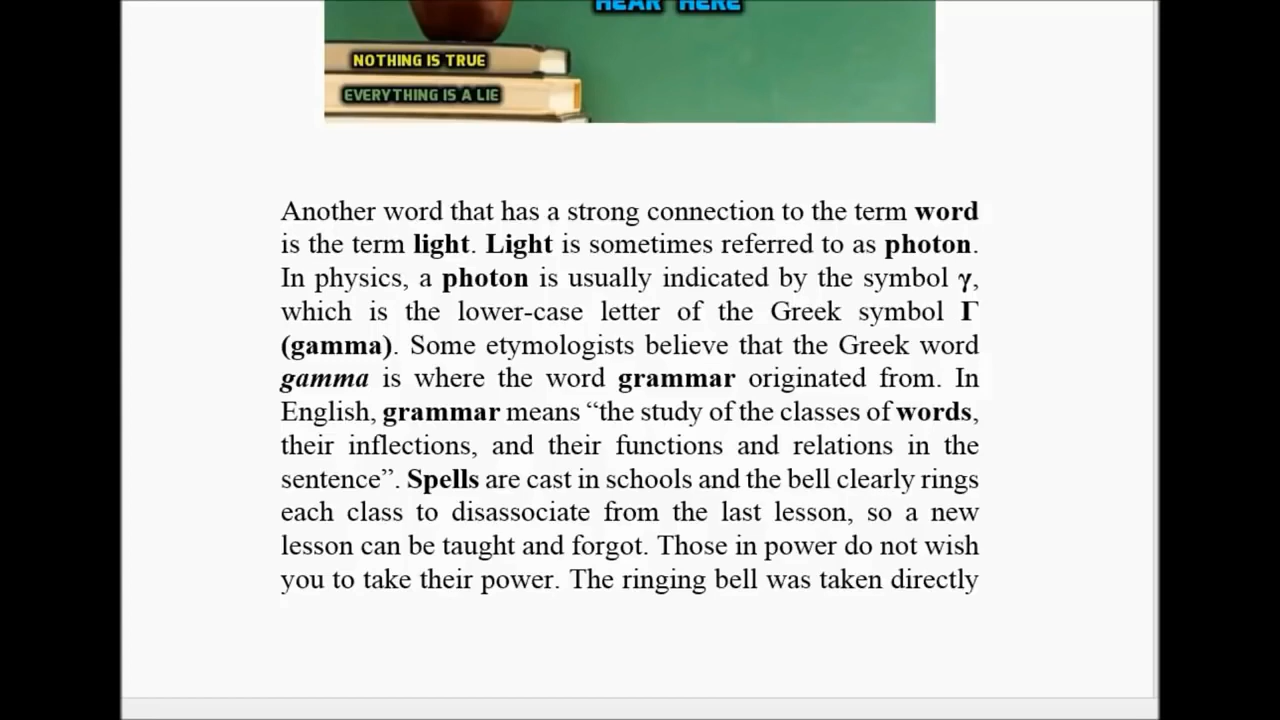 HEAR HERE
NOTHING IS TRUE
EVERYTHING IS A LIE
Another word that has a strong connection to the term word
is the term light. Light is sometimes referred to as photon.
In physics, a photon is usually indicated by the symbol γ,
which is the lower-case letter of the Greek symbol Γ
(gamma). Some etymologists believe that the Greek word
gamma is where the word grammar originated from. In
English, grammar means “the study of the classes of words,
their inflections, and their functions and relations in the
sentence”. Spells are cast in schools and the bell clearly rings
each class to disassociate from the last lesson, so a new
lesson can be taught and forgot. Those in power do not wish
you to take their power. The ringing bell was taken directly